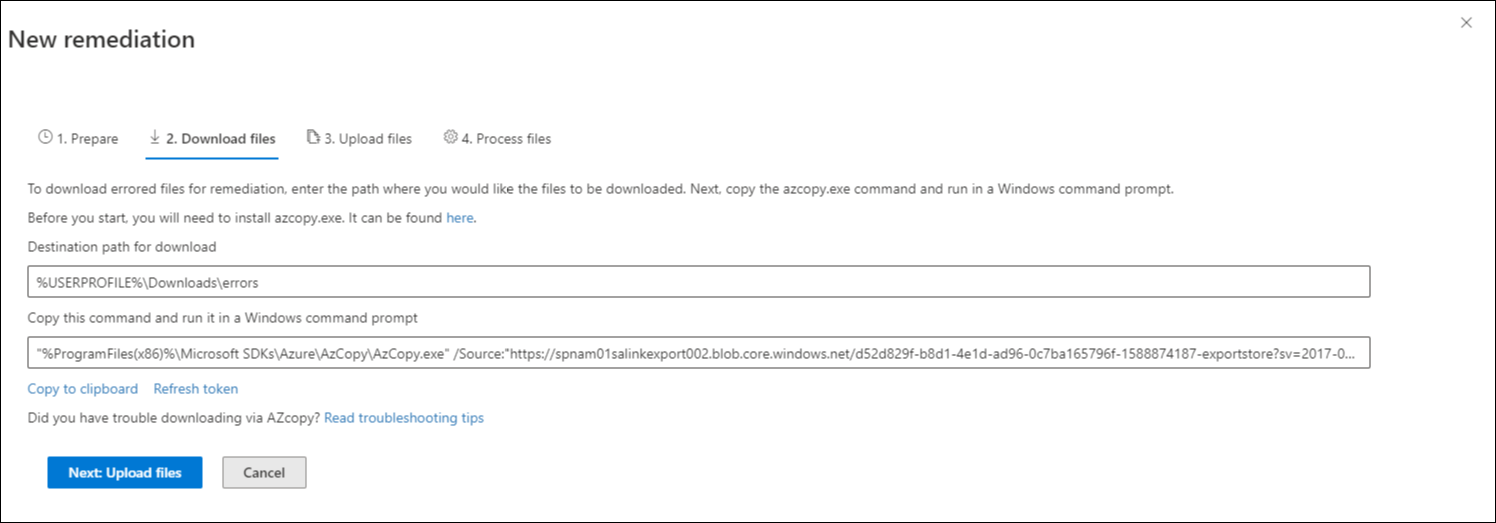 New remediation
1. Prepare 2. Download files 3. Upload files 4. Process files
To download errored files for remediation, enter the path where you would like the files to be downloaded. Next, copy the azcopy.exe command and run in a Windows command prompt.
Before you start, you will need to install azcopy.exe. It can be found here.
Destination path for download
%USERPROFILE%\Downloads\errors
Copy this command and run it in a Windows command prompt
"%ProgramFiles(x86)%\Microsoft SDKs\Azure\AzCopy\AzCopy.exe" /Source:"https://spnam01salinkexport002.blob.core.windows.net/d52d829f-b8d1-4e1d-ad96-0c7ba165796f-1588874187-exportstore?sv=2017-0...
Copy to clipboard Refresh token
Did you have trouble downloading via AZcopy? Read troubleshooting tips
Next: Upload files Cancel